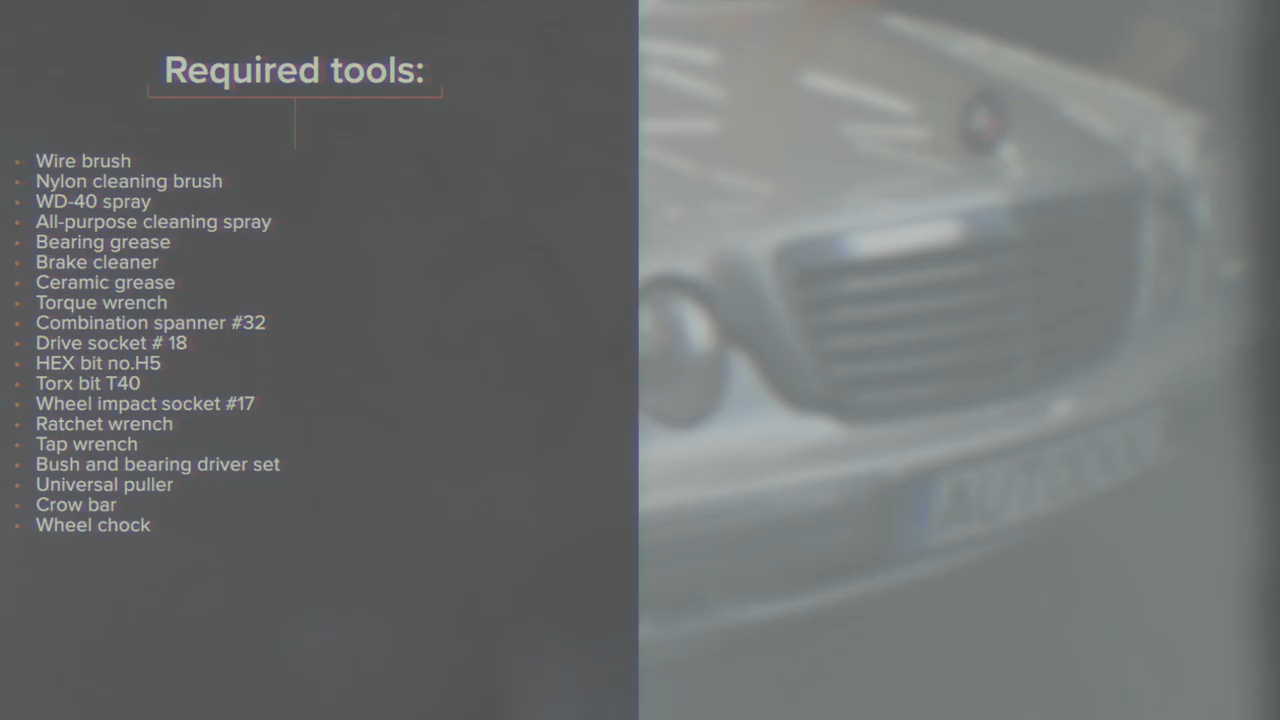 Required tools:
• Wire brush
• Nylon cleaning brush
• WD-40 spray
• All-purpose cleaning spray
• Bearing grease
• Brake cleaner
• Ceramic grease
• Torque wrench
• Combination spanner #32
• Drive socket # 18
• HEX bit no.H5
• Torx bit T40
• Wheel impact socket #17
• Ratchet wrench
• Tap wrench
• Bush and bearing driver set
• Universal puller
• Crow bar
• Wheel chock